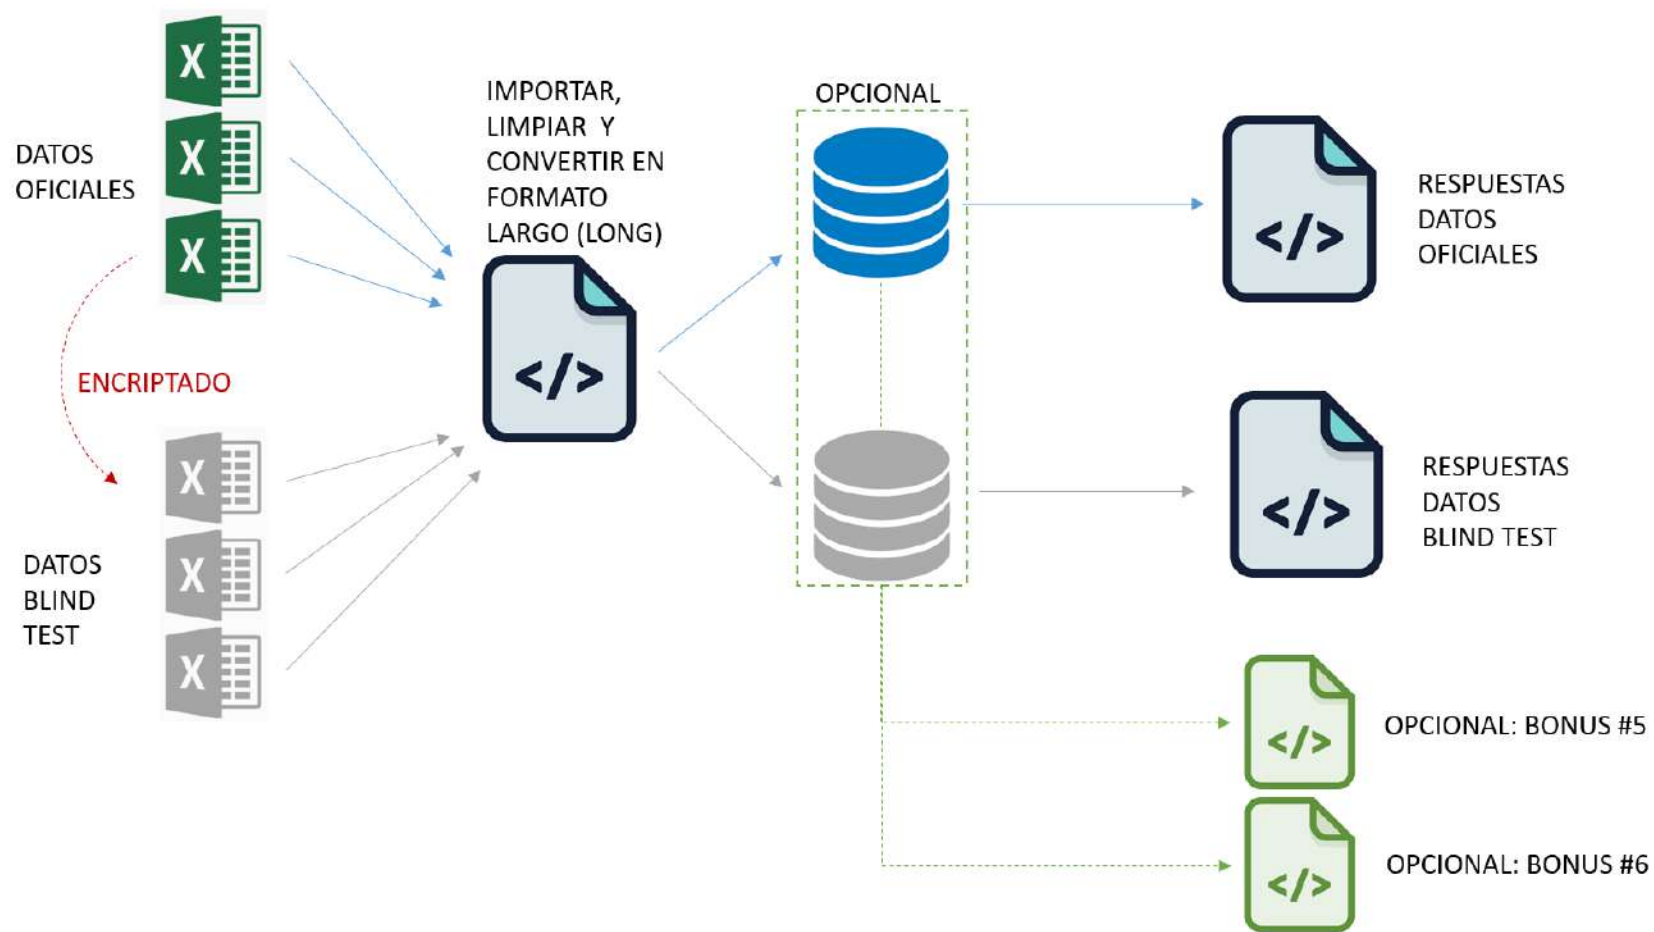 DATOS
OFICIALES
ENCRIPTADO
DATOS
BLIND
TEST
IMPORTAR,
LIMPIAR Y
CONVERTIR EN
FORMATO
LARGO (LONG)
</>
OPCIONAL
</>
RESPUESTAS
DATOS
OFICIALES
</>
RESPUESTAS
DATOS
BLIND TEST
</>
OPCIONAL: BONUS #5
</>
OPCIONAL: BONUS #6
X
X
X
X
X
X